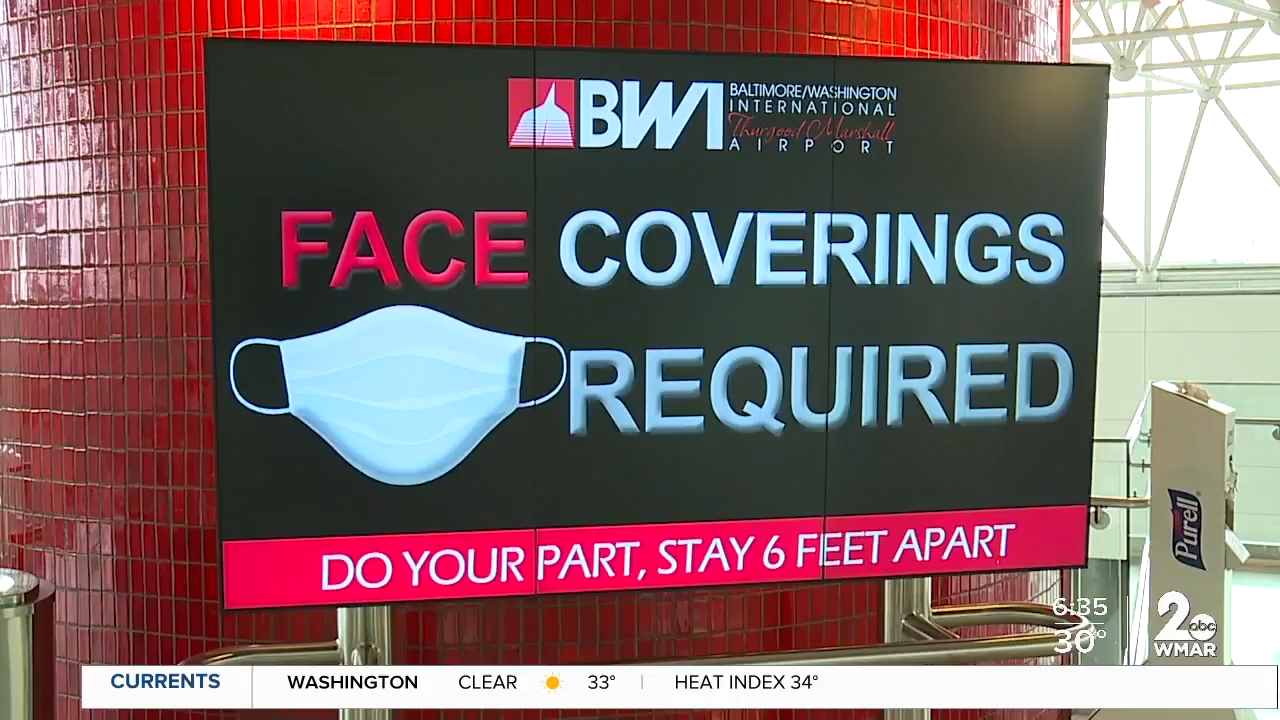 BWI
BALTIMORE/WASHINGTON
INTERNATIONAL
Thurgood Marshall
AIRPORT
FACE COVERINGS
REQUIRED
DO YOUR PART, STAY 6 FEET APART
Purell
6:35
30°
2 abc
WMAR
CURRENTS WASHINGTON CLEAR 33° HEAT INDEX 34°